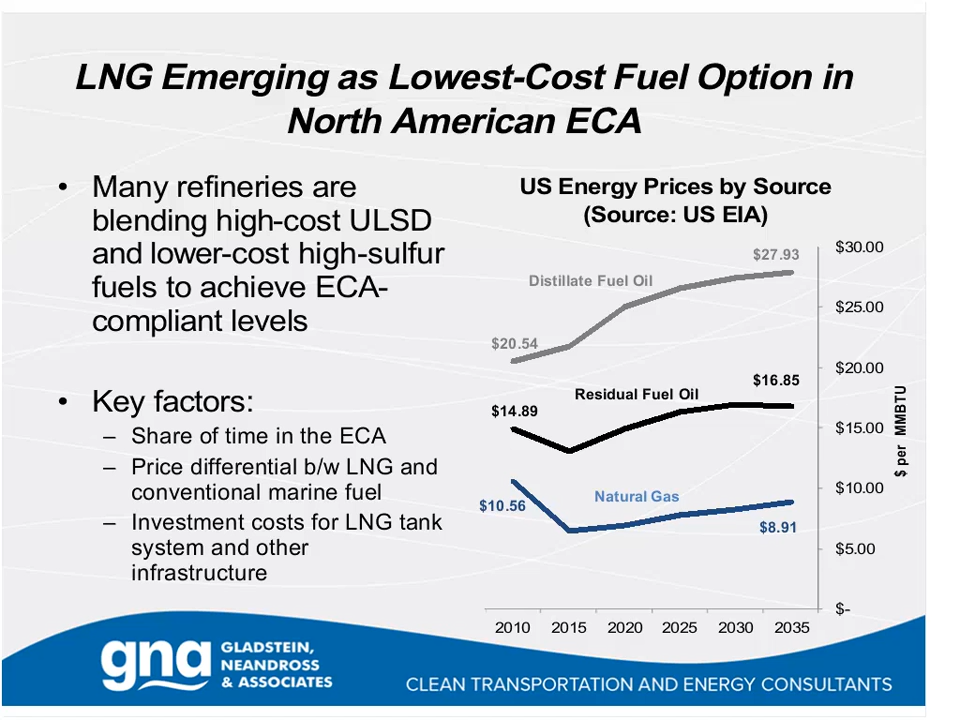 LNG Emerging as Lowest-Cost Fuel Option in
North American ECA
• Many refineries are
blending high-cost ULSD
and lower-cost high-sulfur
fuels to achieve ECA-
compliant levels
• Key factors:
– Share of time in the ECA
– Price differential b/w LNG and
conventional marine fuel
– Investment costs for LNG tank
system and other
infrastructure
US Energy Prices by Source
(Source: US EIA)
$30.00
$27.93
Distillate Fuel Oil
$25.00
$20.54
$20.00
$16.85
Residual Fuel Oil
$14.89
$ per MMBTU
$15.00
$10.00
Natural Gas
$10.56
$8.91
$5.00
$-
2010 2015 2020 2025 2030 2035
gna
GLADSTEIN,
NEANDROSS
& ASSOCIATES
CLEAN TRANSPORTATION AND ENERGY CONSULTANTS